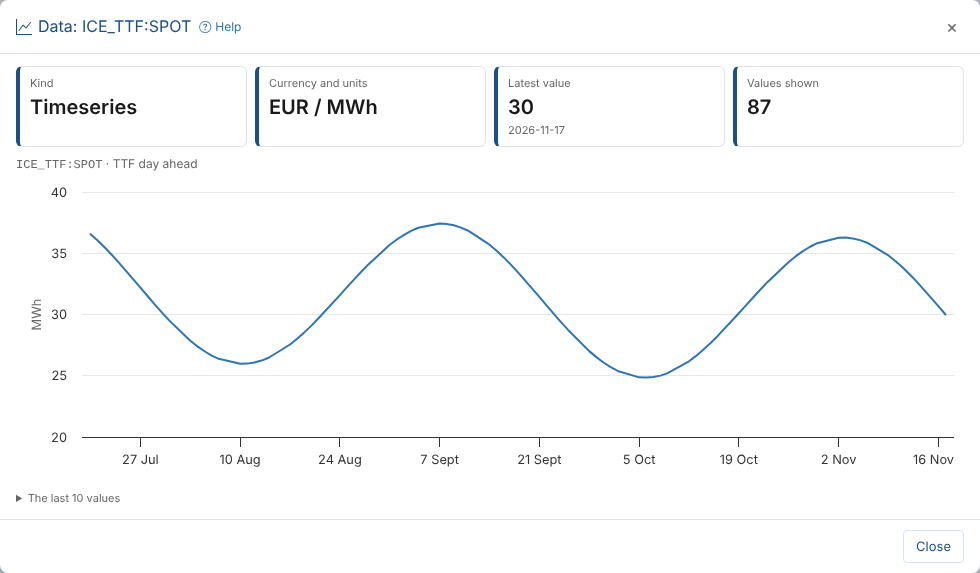 Data: ICE_TTF:SPOT ? Help ×
Kind
Timeseries
Currency and units
EUR / MWh
Latest value
30
2026-11-17
Values shown
87
ICE_TTF:SPOT · TTF day ahead
40
35
30
25
20
MWh
27 Jul 10 Aug 24 Aug 7 Sept 21 Sept 5 Oct 19 Oct 2 Nov 16 Nov
The last 10 values
Close